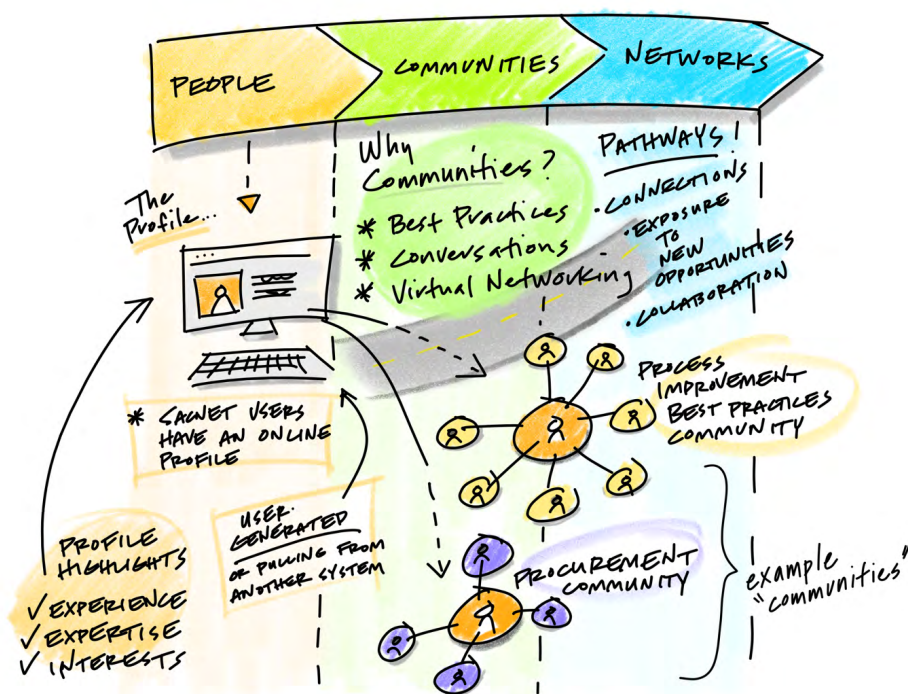 PEOPLE
COMMUNITIES
NETWORKS
The
Profile...
Why
Communities?
* Best Practices
* Conversations
* Virtual Networking
PATHWAYS!
• CONNECTIONS
• EXPOSURE
TO
NEW
OPPORTUNITIES
• COLLABORATION
* SACNET USERS
HAVE AN ONLINE
PROFILE
PROCESS
IMPROVEMENT
BEST PRACTICES
COMMUNITY
USER-
GENERATED
OR PULLING FROM
ANOTHER SYSTEM
PROFILE
HIGHLIGHTS
✓ EXPERIENCE
✓ EXPERTISE
✓ INTERESTS
PROCUREMENT
COMMUNITY
example
"communities"